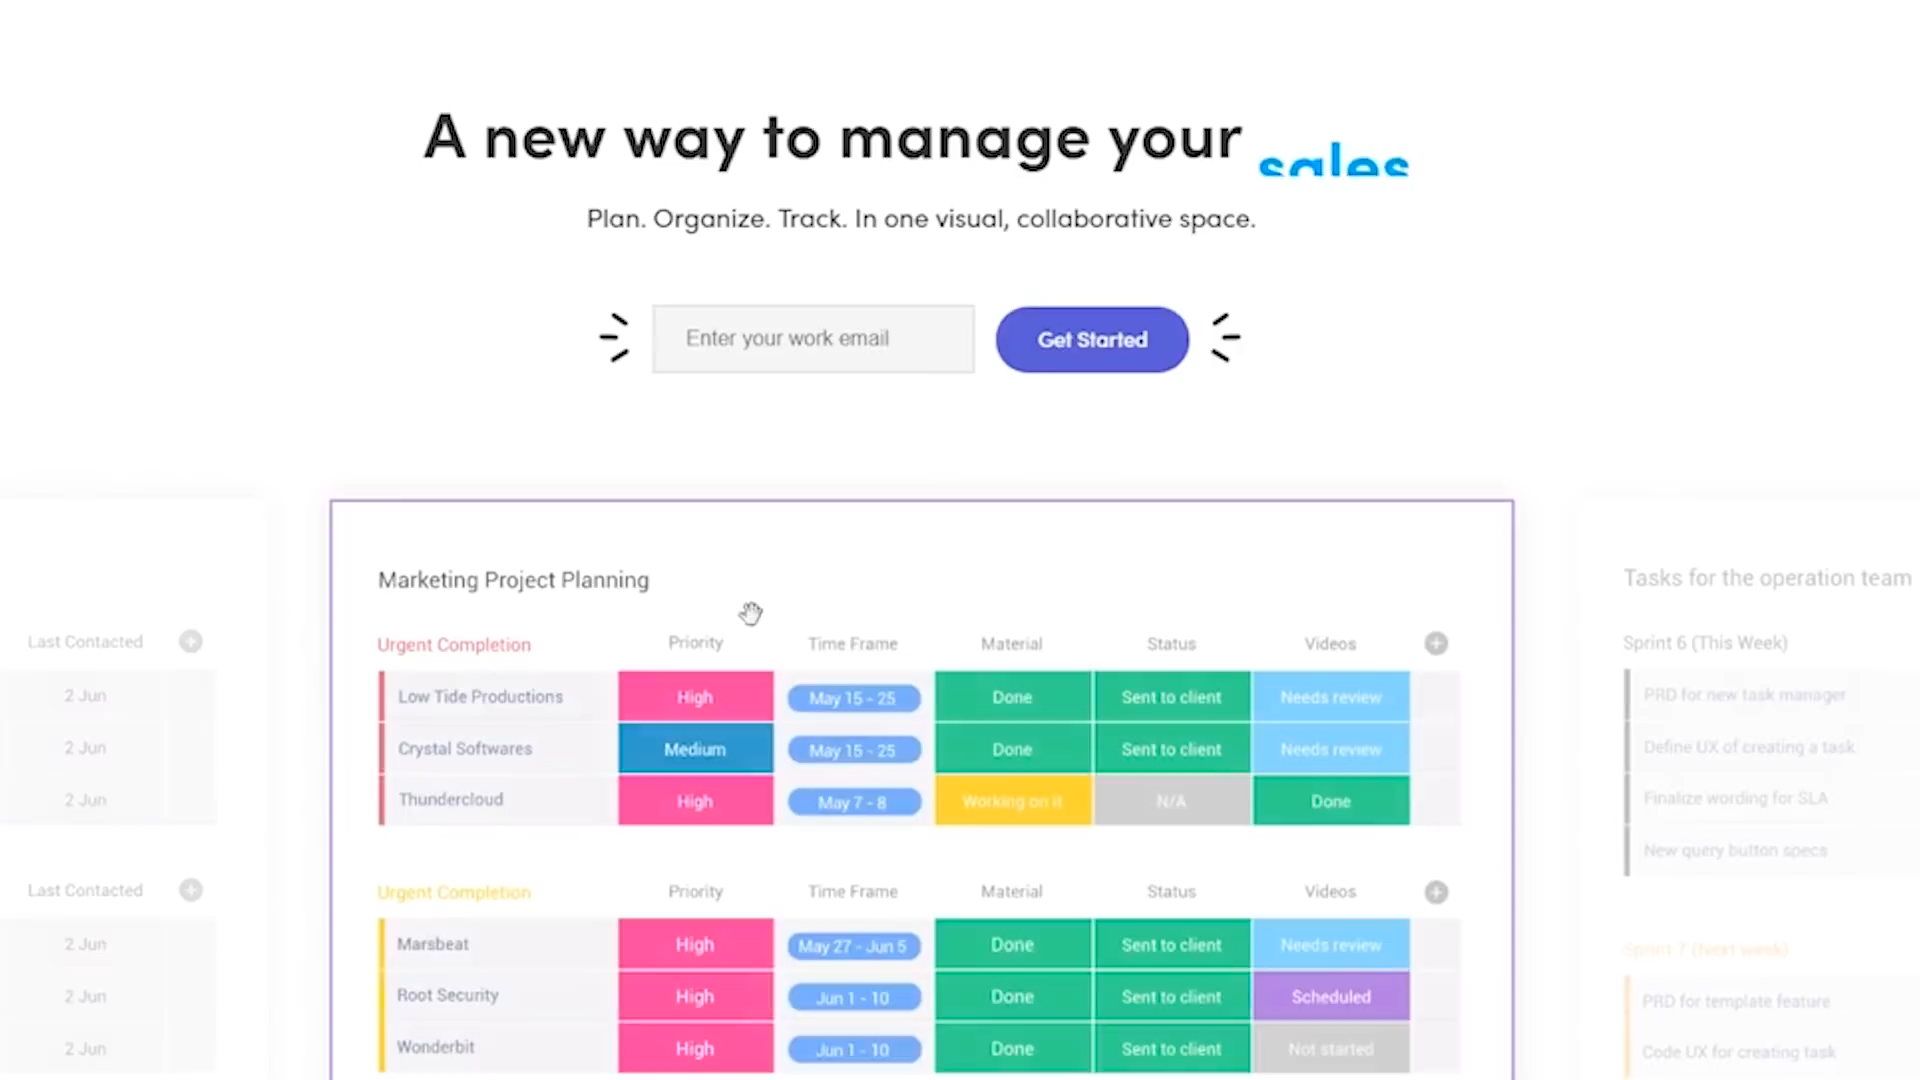 A new way to manage your sales
Plan. Organize. Track. In one visual, collaborative space.
Enter your work email Get Started
Marketing Project Planning
Urgent Completion Priority Time Frame Material Status Videos
Low Tide Productions High May 15 - 25 Done Sent to client Needs review
Crystal Softwares Medium May 15 - 25 Done Sent to client Needs review
Thundercloud High May 7 - 8 Working on it N/A Done
Urgent Completion Priority Time Frame Material Status Videos
Marsbeat High May 27 - Jun 5 Done Sent to client Needs review
Root Security High Jun 1 - 10 Done Sent to client Scheduled
Wonderbit High Jun 1 - 10 Done Sent to client Not started
Last Contacted
2 Jun
2 Jun
2 Jun
Last Contacted
2 Jun
2 Jun
2 Jun
Tasks for the operation team
Sprint 6 (This Week)
PRD for new task manager
Define UX of creating a task
Finalize wording for SLA
New query button specs
Sprint 7 (Next week)
PRD for template feature
Code UX for creating task